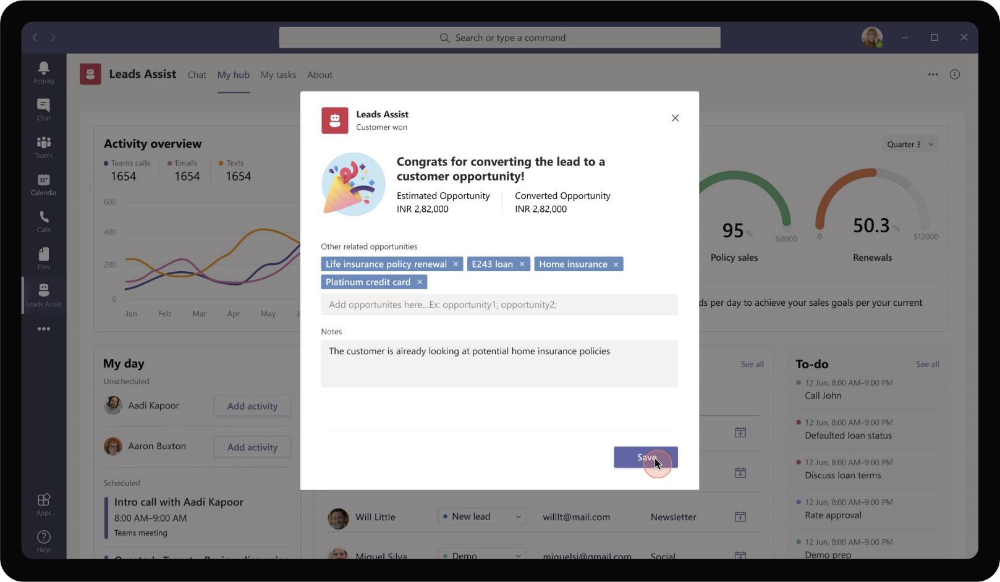 Search or type a command
Activity
Chat
Teams
Calendar
Calls
Files
Leads Assist
Apps
Help
Leads Assist
Chat
My hub
My tasks
About
Activity overview
Teams calls
Emails
Texts
1654
1654
1654
600
400
200
0
Jan
Feb
Mar
Apr
May
Quarter 3
95 %
$8000
Policy sales
0
50.3 %
$12000
Renewals
ds per day to achieve your sales goals per your current
Leads Assist
Customer won
Congrats for converting the lead to a
customer opportunity!
Estimated Opportunity
INR 2,82,000
Converted Opportunity
INR 2,82,000
Other related opportunities
Life insurance policy renewal ×
E243 loan ×
Home insurance ×
Platinum credit card ×
Add opportunites here...Ex: opportunity1; opportunity2;
Notes
The customer is already looking at potential home insurance policies
Save
My day
Unscheduled
Aadi Kapoor
Add activity
Aaron Buxton
Add activity
Scheduled
Intro call with Aadi Kapoor
8:00 AM–9:00 AM
Teams meeting
Quarterly Target – Review discussion
See all
Will Little
New lead
willlt@mail.com
Newsletter
Miguel Silva
Demo
miguelsi@gmail.com
Social
To-do
See all
12 Jun, 8:00 AM–9:00 PM
Call John
12 Jun, 8:00 AM–9:00 PM
Defaulted loan status
12 Jun, 8:00 AM–9:00 PM
Discuss loan terms
12 Jun, 8:00 AM–9:00 PM
Rate approval
12 Jun, 8:00 AM–9:00 PM
Demo prep